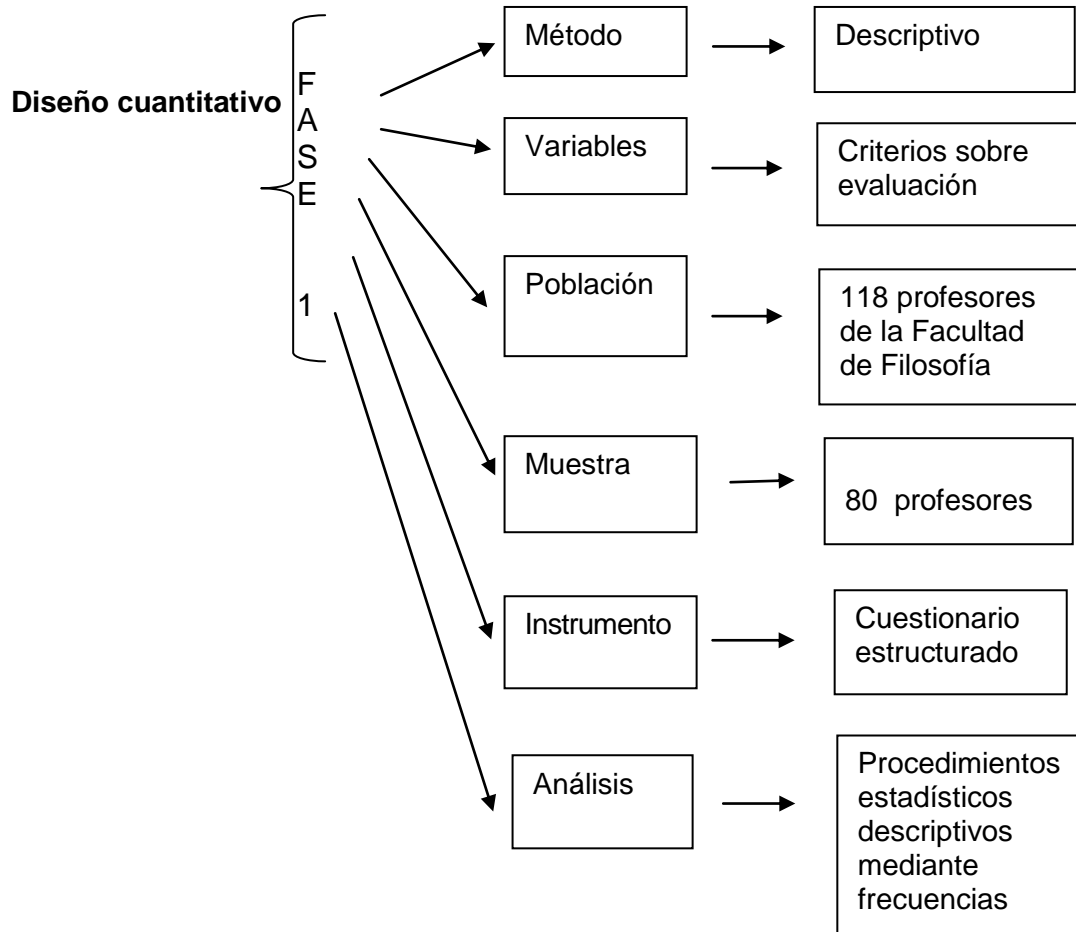 Diseño cuantitativo
F
A
S
E
1
Método
Descriptivo
Variables
Criterios sobre
evaluación
Población
118 profesores
de la Facultad
de Filosofía
Muestra
80 profesores
Instrumento
Cuestionario
estructurado
Análisis
Procedimientos
estadísticos
descriptivos
mediante
frecuencias